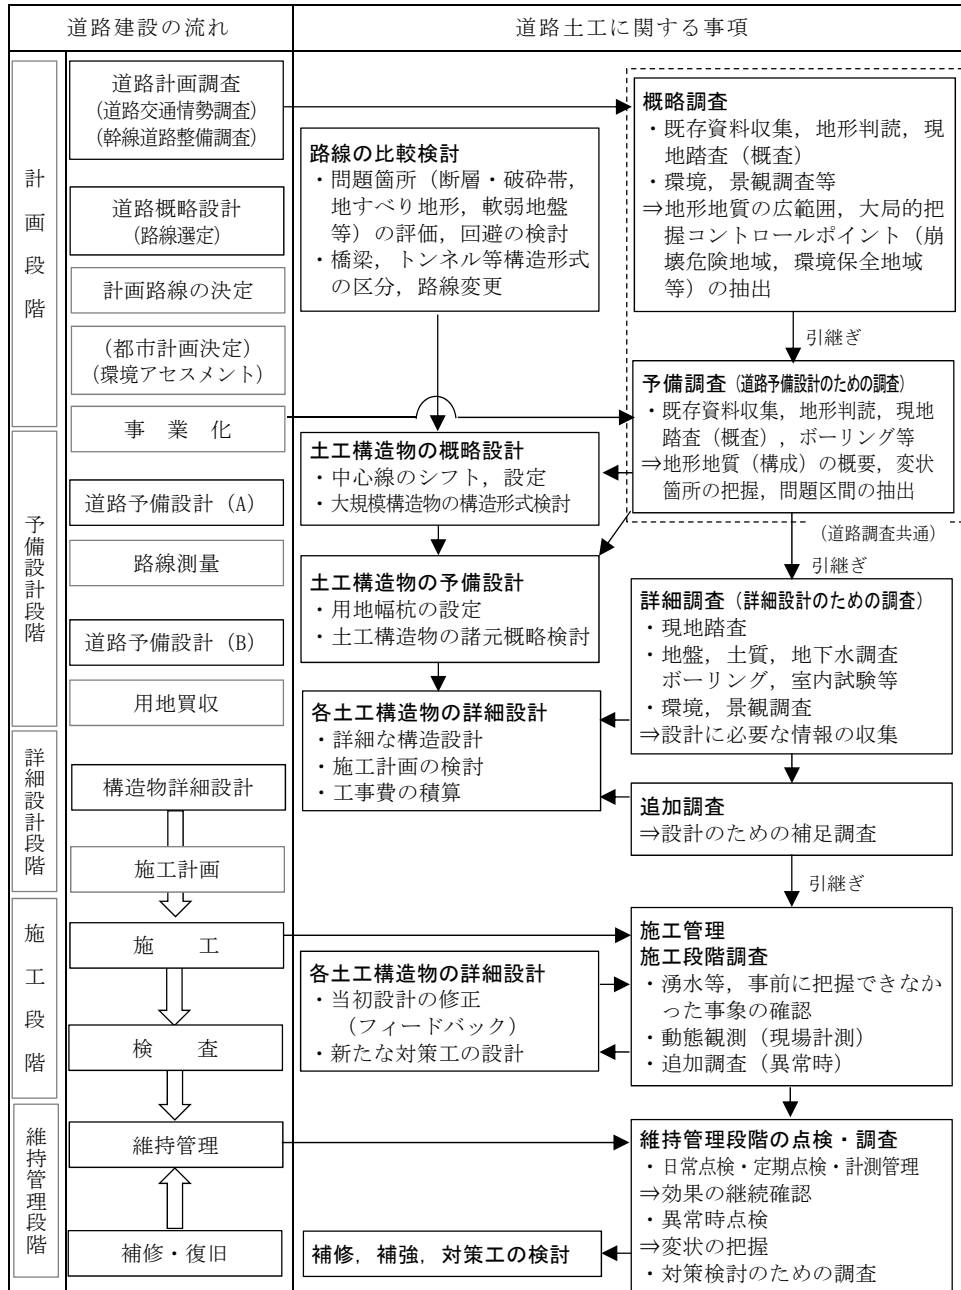 道路建設の流れ
道路土工に関する事項
計画段階
道路計画調査
(道路交通情勢調査)
(幹線道路整備調査)
道路概略設計
(路線選定)
計画路線の決定
(都市計画決定)
(環境アセスメント)
事業化
予備設計段階
道路予備設計 (A)
路線測量
道路予備設計 (B)
用地買収
詳細設計段階
構造物詳細設計
施工計画
施工段階
施工
検査
維持管理段階
維持管理
補修・復旧
路線の比較検討
・問題箇所（断層・破砕帯，
地すべり地形，軟弱地盤
等）の評価，回避の検討
・橋梁，トンネル等構造形式
の区分，路線変更
土工構造物の概略設計
・中心線のシフト，設定
・大規模構造物の構造形式検討
土工構造物の予備設計
・用地幅杭の設定
・土工構造物の諸元概略検討
各土工構造物の詳細設計
・詳細な構造設計
・施工計画の検討
・工事費の積算
各土工構造物の詳細設計
・当初設計の修正
（フィードバック）
・新たな対策工の設計
補修，補強，対策工の検討
概略調査
・既存資料収集，地形判読，現
地踏査（概査）
・環境，景観調査等
⇒地形地質の広範囲，大局的把
握コントロールポイント（崩
壊危険地域，環境保全地域
等）の抽出
引継ぎ
予備調査（道路予備設計のための調査）
・既存資料収集，地形判読，現地
踏査（概査），ボーリング等
⇒地形地質（構成）の概要，変状
箇所の把握，問題区間の抽出
（道路調査共通）
引継ぎ
詳細調査（詳細設計のための調査）
・現地踏査
・地盤，土質，地下水調査
ボーリング，室内試験等
・環境，景観調査
⇒設計に必要な情報の収集
追加調査
⇒設計のための補足調査
引継ぎ
施工管理
施工段階調査
・湧水等，事前に把握できなか
った事象の確認
・動態観測（現場計測）
・追加調査（異常時）
維持管理段階の点検・調査
・日常点検・定期点検・計測管理
⇒効果の継続確認
・異常時点検
⇒変状の把握
・対策検討のための調査